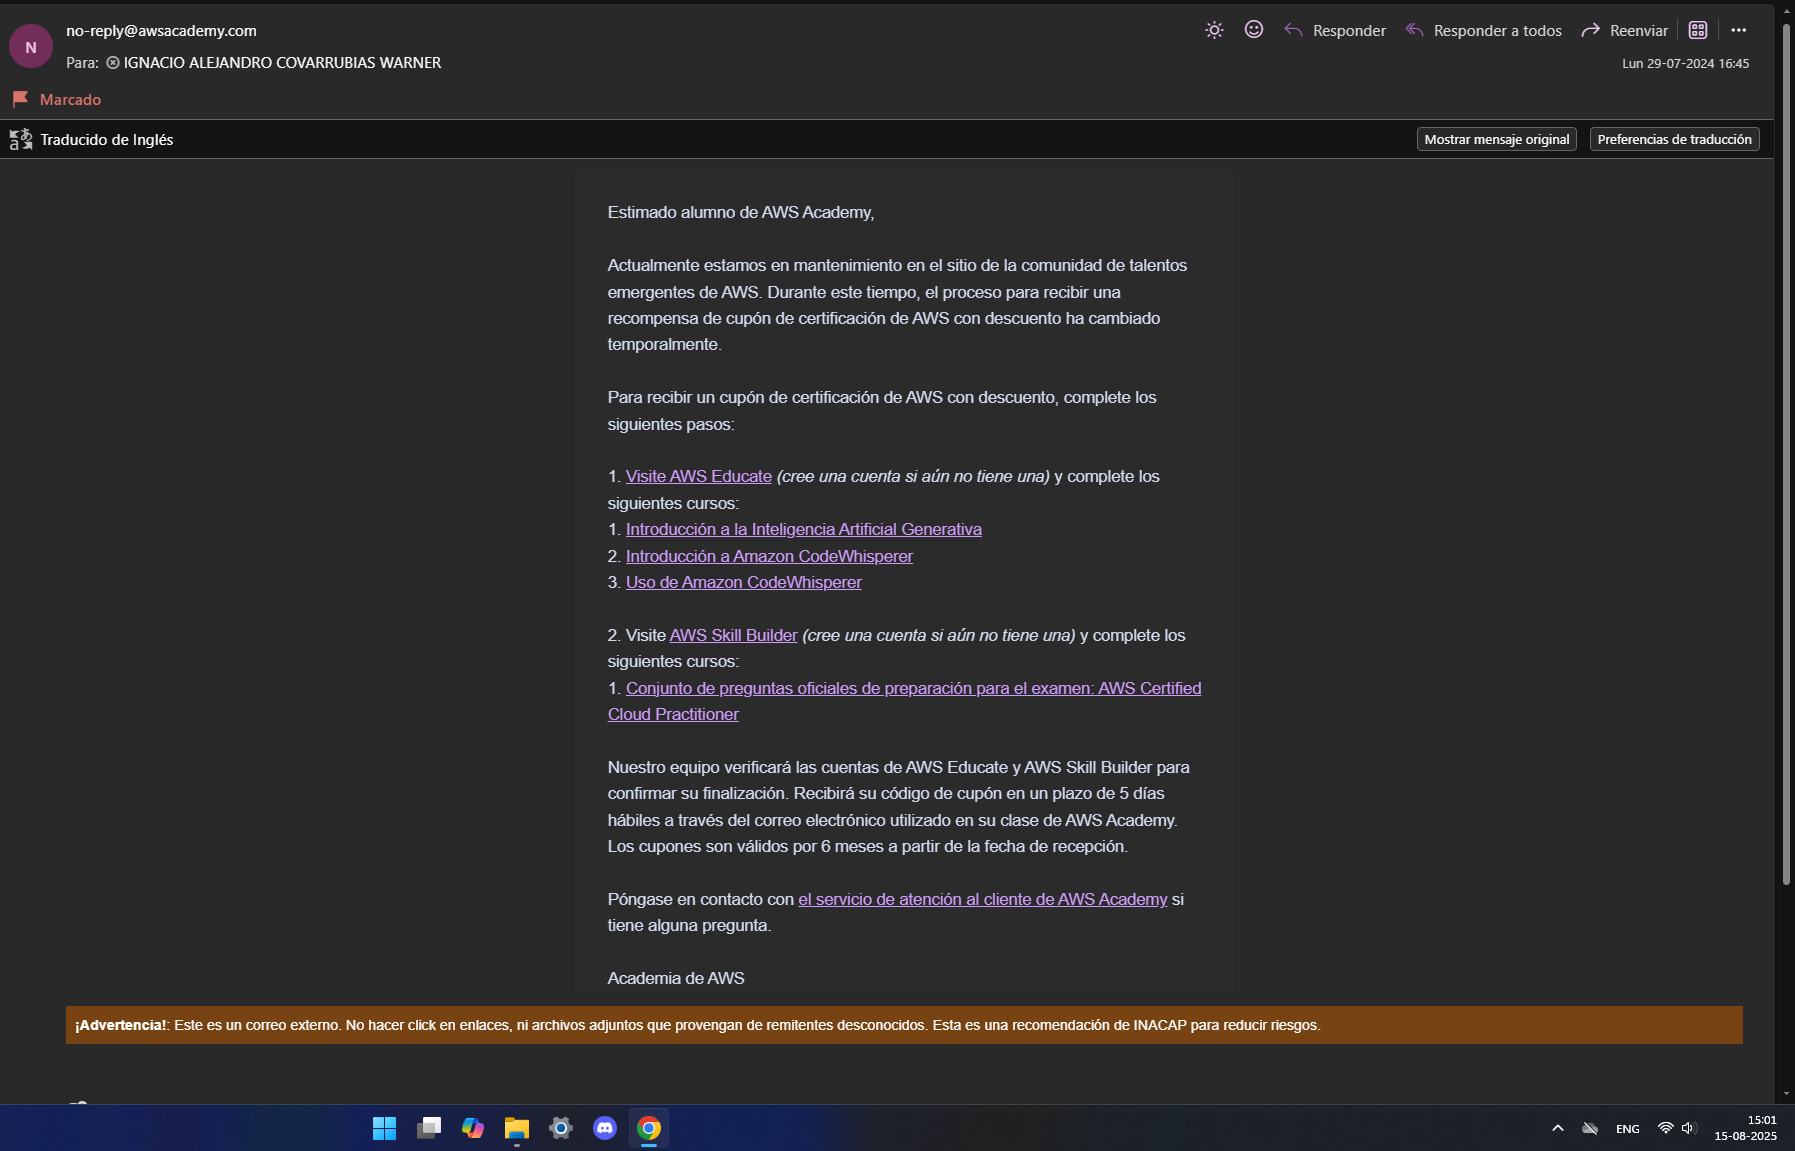 N
no-reply@awsacademy.com
Para: IGNACIO ALEJANDRO COVARRUBIAS WARNER
Responder
Responder a todos
Reenviar
Lun 29-07-2024 16:45
Marcado
Traducido de Inglés
Mostrar mensaje original
Preferencias de traducción
Estimado alumno de AWS Academy,
Actualmente estamos en mantenimiento en el sitio de la comunidad de talentos
emergentes de AWS. Durante este tiempo, el proceso para recibir una
recompensa de cupón de certificación de AWS con descuento ha cambiado
temporalmente.
Para recibir un cupón de certificación de AWS con descuento, complete los
siguientes pasos:
1. Visite AWS Educate (cree una cuenta si aún no tiene una) y complete los
siguientes cursos:
1. Introducción a la Inteligencia Artificial Generativa
2. Introducción a Amazon CodeWhisperer
3. Uso de Amazon CodeWhisperer
2. Visite AWS Skill Builder (cree una cuenta si aún no tiene una) y complete los
siguientes cursos:
1. Conjunto de preguntas oficiales de preparación para el examen: AWS Certified
Cloud Practitioner
Nuestro equipo verificará las cuentas de AWS Educate y AWS Skill Builder para
confirmar su finalización. Recibirá su código de cupón en un plazo de 5 días
hábiles a través del correo electrónico utilizado en su clase de AWS Academy.
Los cupones son válidos por 6 meses a partir de la fecha de recepción.
Póngase en contacto con el servicio de atención al cliente de AWS Academy si
tiene alguna pregunta.
Academia de AWS
¡Advertencia!: Este es un correo externo. No hacer click en enlaces, ni archivos adjuntos que provengan de remitentes desconocidos. Esta es una recomendación de INACAP para reducir riesgos.
ENG
15:01
15-08-2025